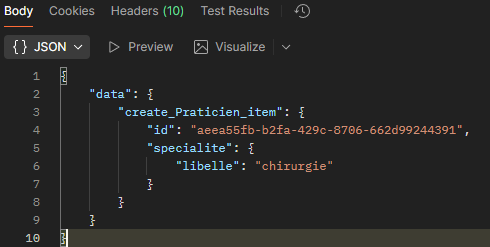 Body Cookies Headers (10) Test Results
{} JSON Preview Visualize
1 {
2 "data": {
3 "create_Praticien_item": {
4 "id": "aeea55fb-b2fa-429c-8706-662d99244391",
5 "specialite": {
6 "libelle": "chirurgie"
7 }
8 }
9 }
10 }